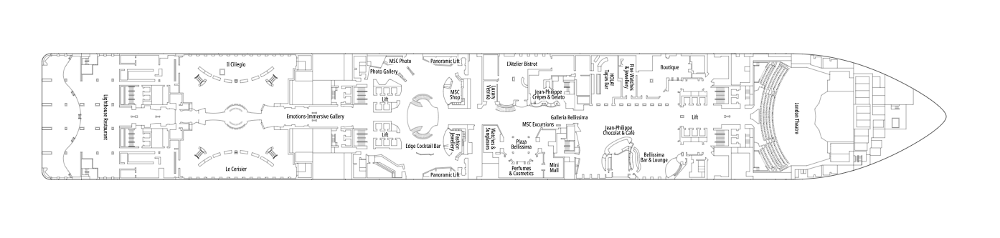 Lighthouse Restaurant
Il Ciliegio
Le Cerisier
Emotions-Immersive Gallery
MSC Photo
Photo Gallery
Panoramic Lift
MSC
Shop
Lift
Lift
Edge Cocktail Bar
Fashion
Jewellery
Panoramic Lift
Luxury
Vetrina
L'Atelier Bistrot
Jean-Philippe
Crêpes & Gelato
Galleria Bellissima
MSC Excursions
Watches &
Sunglasses
Plaza
Bellissima
Perfumes
& Cosmetics
Mini
Mall
HOLA!
Tapas Bar
Fine Watches
& Jewellery
Boutique
Jean-Philippe
Chocolat & Café
Bellissima
Bar & Lounge
Lift
London Theatre